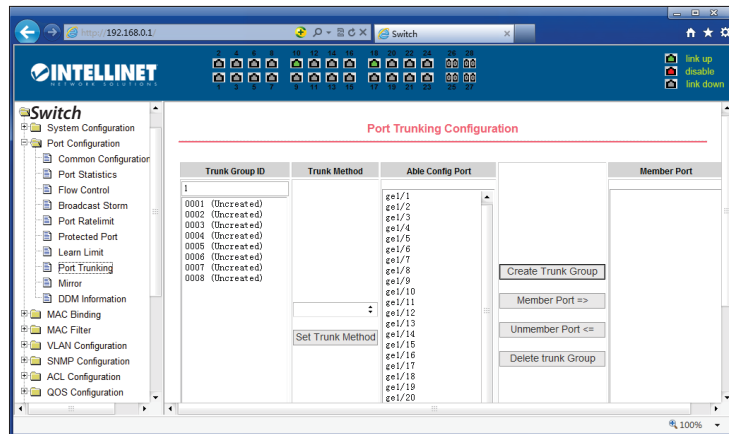 http://192.168.0.1/
Switch
INTELLINET
NETWORK SOLUTIONS
2 4 6 8 10 12 14 16 18 20 22 24 26 28
1 3 5 7 9 11 13 15 17 19 21 23 25 27
link up
disable
link down
Switch
System Configuration
Port Configuration
Common Configuration
Port Statistics
Flow Control
Broadcast Storm
Port Ratelimit
Protected Port
Learn Limit
Port Trunking
Mirror
DDM Information
MAC Binding
MAC Filter
VLAN Configuration
SNMP Configuration
ACL Configuration
QOS Configuration
Port Trunking Configuration
Trunk Group ID
Trunk Method
Able Config Port
Member Port
1
0001 (Uncreated)
0002 (Uncreated)
0003 (Uncreated)
0004 (Uncreated)
0005 (Uncreated)
0006 (Uncreated)
0007 (Uncreated)
0008 (Uncreated)
Set Trunk Method
ge1/1
ge1/2
ge1/3
ge1/4
ge1/5
ge1/6
ge1/7
ge1/8
ge1/9
ge1/10
ge1/11
ge1/12
ge1/13
ge1/14
ge1/15
ge1/16
ge1/17
ge1/18
ge1/19
ge1/20
Create Trunk Group
Member Port =>
Unmember Port <=
Delete trunk Group
100%